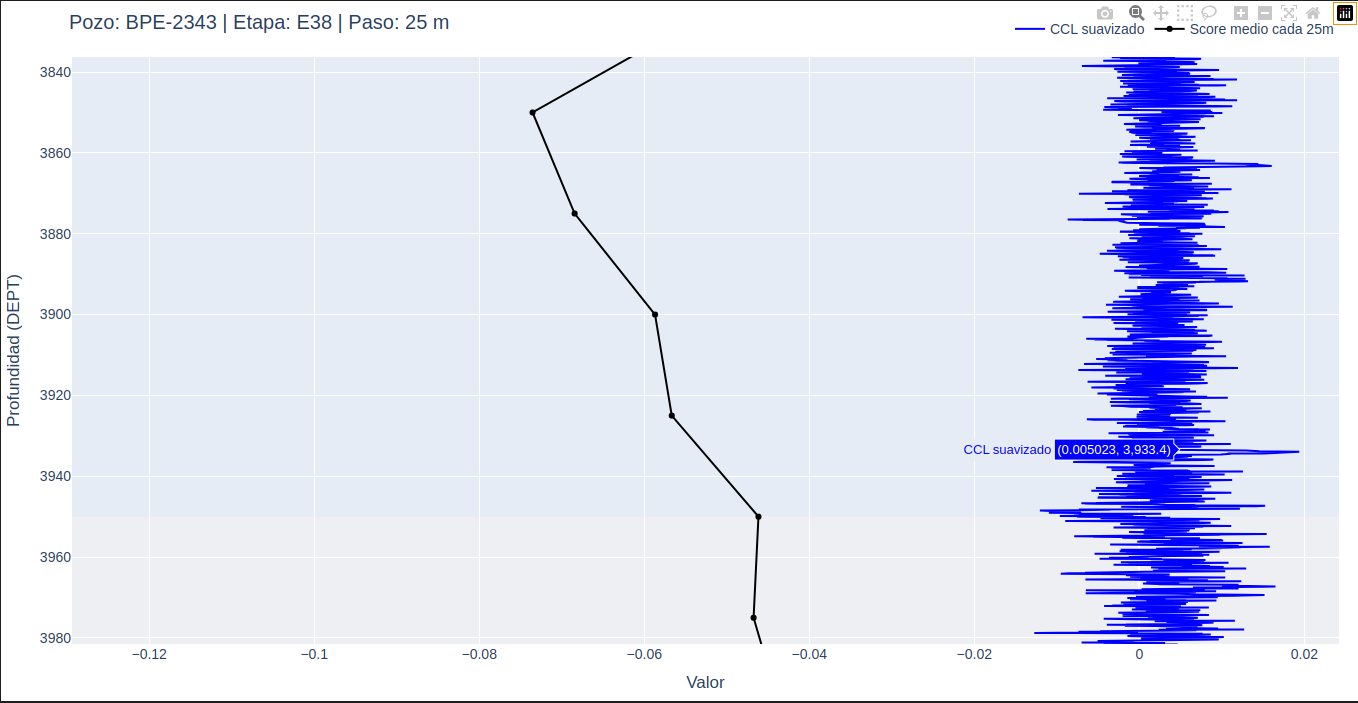 Pozo: BPE-2343 | Etapa: E38 | Paso: 25 m
CCL suavizado
Score medio cada 25m
Profundidad (DEPT)
3840
3860
3880
3900
3920
3940
3960
3980
CCL suavizado (0.005023, 3,933.4)
−0.12
−0.1
−0.08
−0.06
−0.04
−0.02
0
0.02
Valor